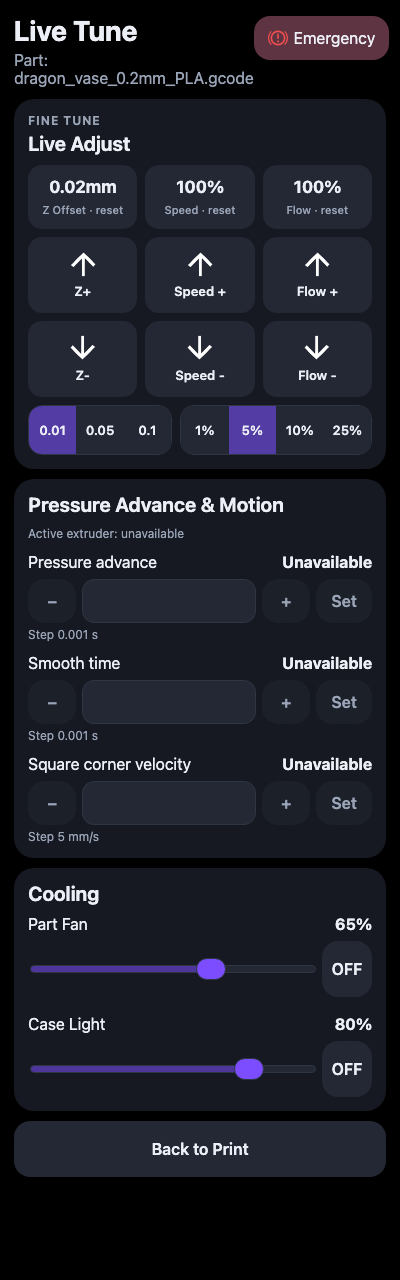 Live Tune
Emergency
Part:
dragon_vase_0.2mm_PLA.gcode
FINE TUNE
Live Adjust
0.02mm
Z Offset · reset
100%
Speed · reset
100%
Flow · reset
Z+
Speed +
Flow +
Z-
Speed -
Flow -
0.01 0.05 0.1 1% 5% 10% 25%
Pressure Advance & Motion
Active extruder: unavailable
Pressure advance Unavailable
− + Set
Step 0.001 s
Smooth time Unavailable
− + Set
Step 0.001 s
Square corner velocity Unavailable
− + Set
Step 5 mm/s
Cooling
Part Fan 65%
OFF
Case Light 80%
OFF
Back to Print